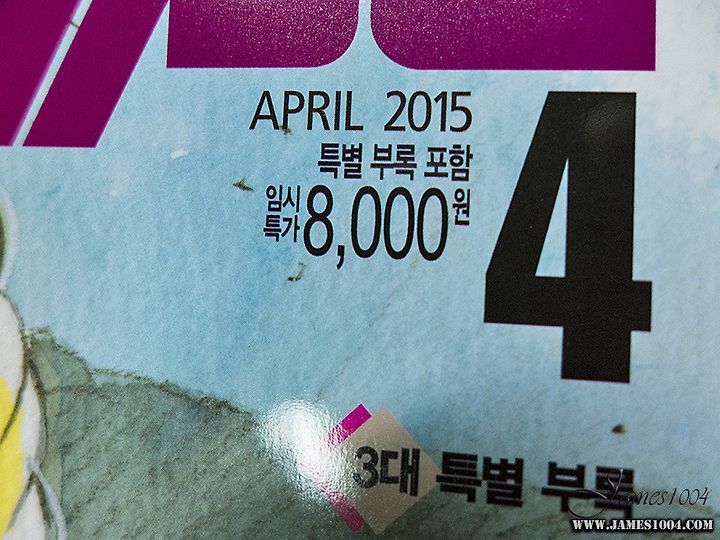 APRIL 2015
4
특별 부록 포함
임시
특가
8,000원
3대 특별 부록
James1004
WWW.JAMES1004.COM